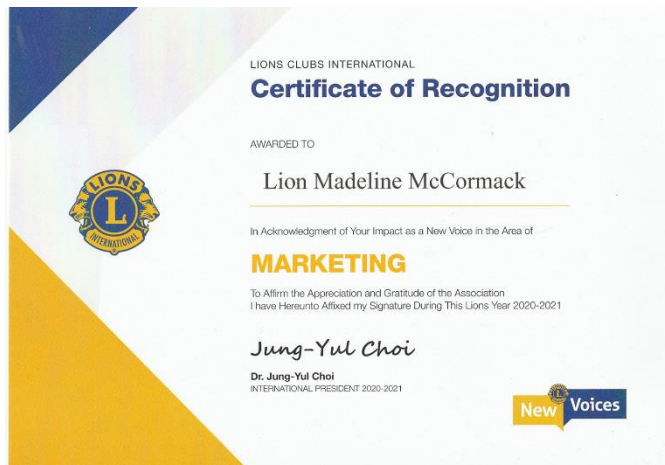 LIONS CLUBS INTERNATIONAL
Certificate of Recognition
AWARDED TO
Lion Madeline McCormack
LIONS
L
INTERNATIONAL
In Acknowledgment of Your Impact as a New Voice in the Area of
MARKETING
To Affirm the Appreciation and Gratitude of the Association
I have Hereunto Affixed my Signature During This Lions Year 2020-2021
Jung-Yul Choi
Dr. Jung-Yul Choi
INTERNATIONAL PRESIDENT 2020-2021
New Voices